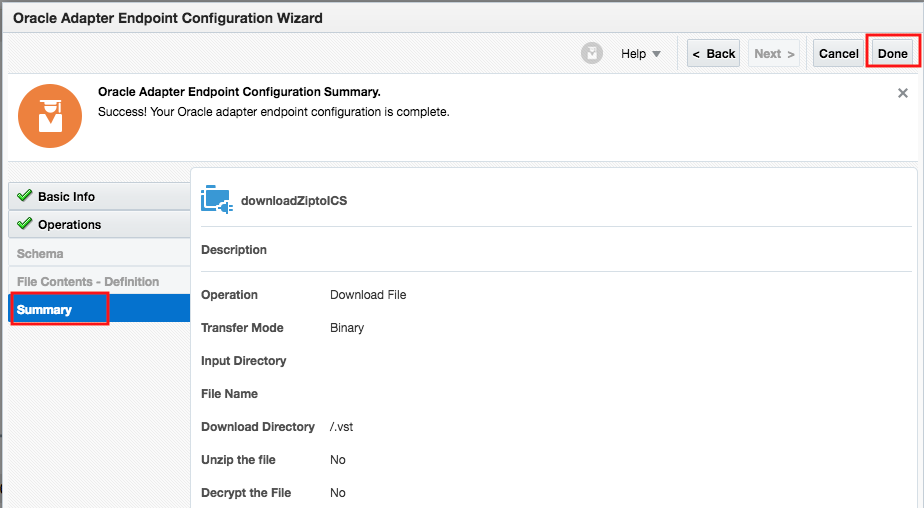 Oracle Adapter Endpoint Configuration Wizard
Help
< Back
Next >
Cancel
Done
Oracle Adapter Endpoint Configuration Summary.
Success! Your Oracle adapter endpoint configuration is complete.
Basic Info
Operations
Schema
File Contents - Definition
Summary
downloadZiptoICS
Description
Operation Download File
Transfer Mode Binary
Input Directory
File Name
Download Directory /.vst
Unzip the file No
Decrypt the File No